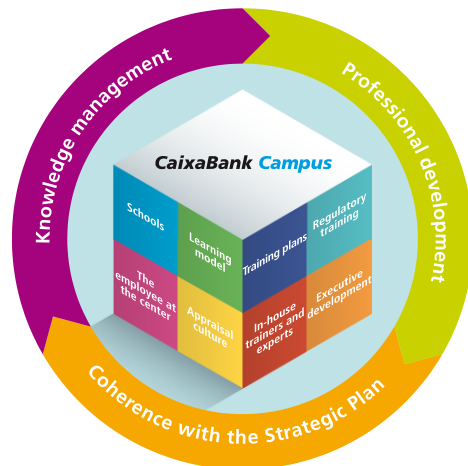 Knowledge management
Professional development
CaixaBank Campus
Schools
Learning
model
Training plans
Regulatory
training
The
employee at
the center
Appraisal
culture
In-house
trainers and
experts
Executive
development
Coherence with the Strategic Plan